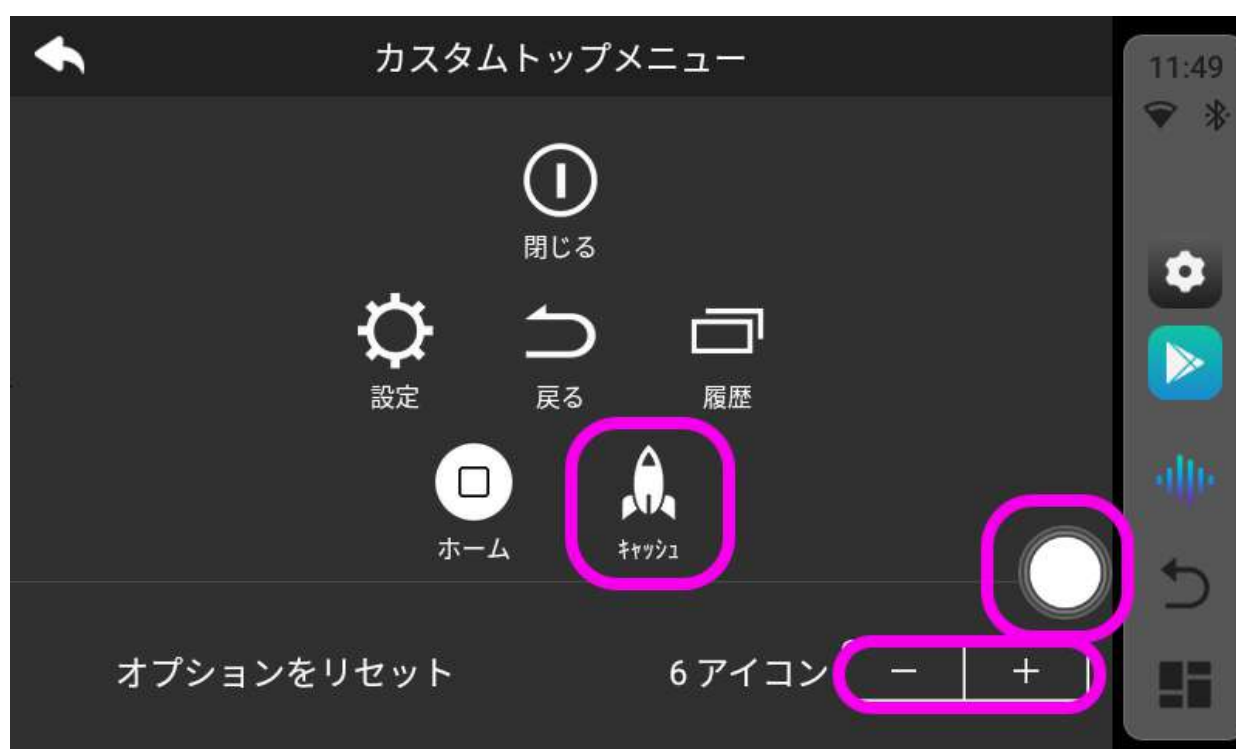 カスタムトップメニュー
11:49
閉じる
設定
戻る
履歴
ホーム
ｷｬｯｼｭ
オプションをリセット
6 アイコン
− +